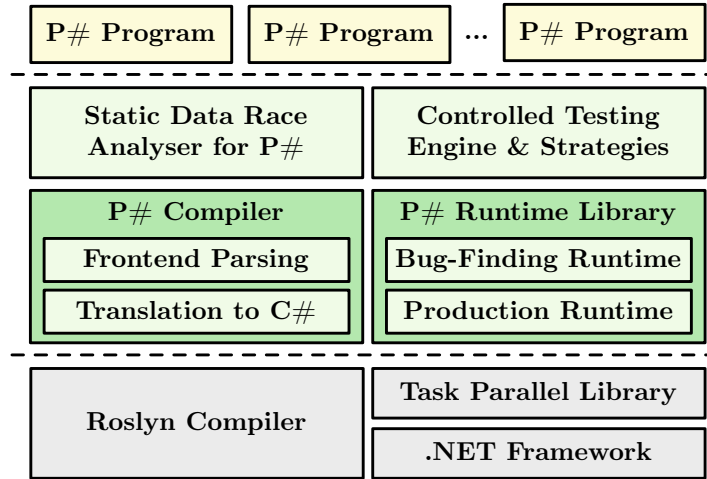 P# Program
P# Program
...
P# Program
Static Data Race
Analyser for P#
Controlled Testing
Engine & Strategies
P# Compiler
Frontend Parsing
Translation to C#
P# Runtime Library
Bug-Finding Runtime
Production Runtime
Roslyn Compiler
Task Parallel Library
.NET Framework